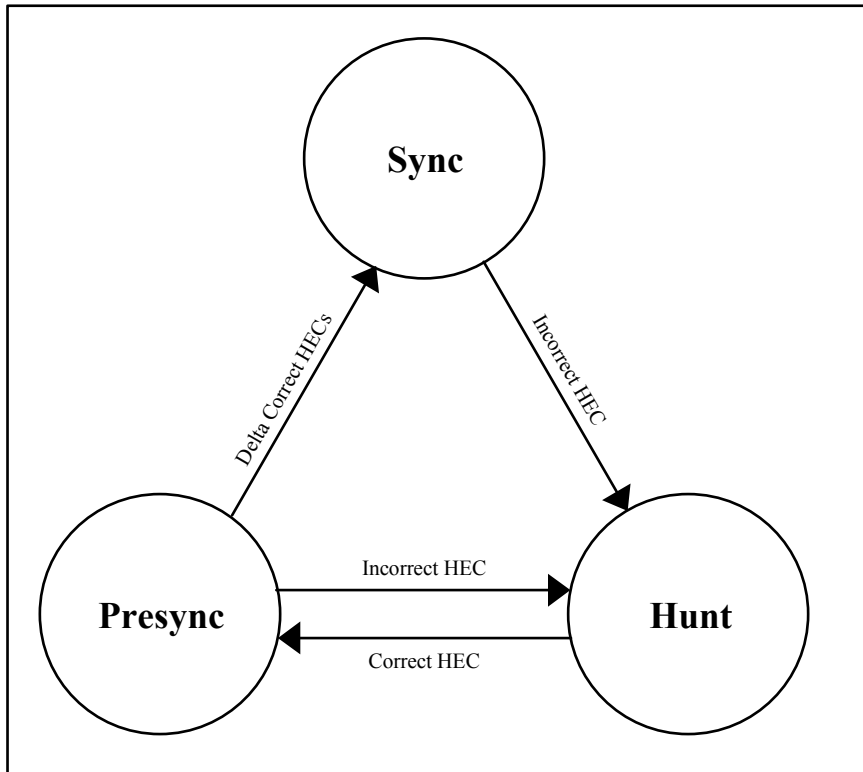 Sync
Delta Correct HECs
Incorrect HEC
Incorrect HEC
Presync
Hunt
Correct HEC